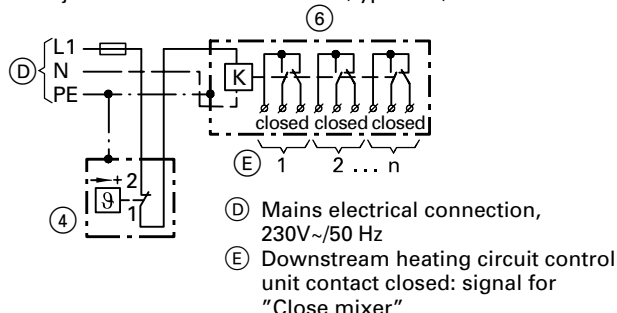 6
L1
N
D
PE
K
closed closed closed
E 1 2 ... n
+ 2
ϑ
1
4
D Mains electrical connection,
230V~/50 Hz
E Downstream heating circuit control
unit contact closed: signal for
"Close mixer"